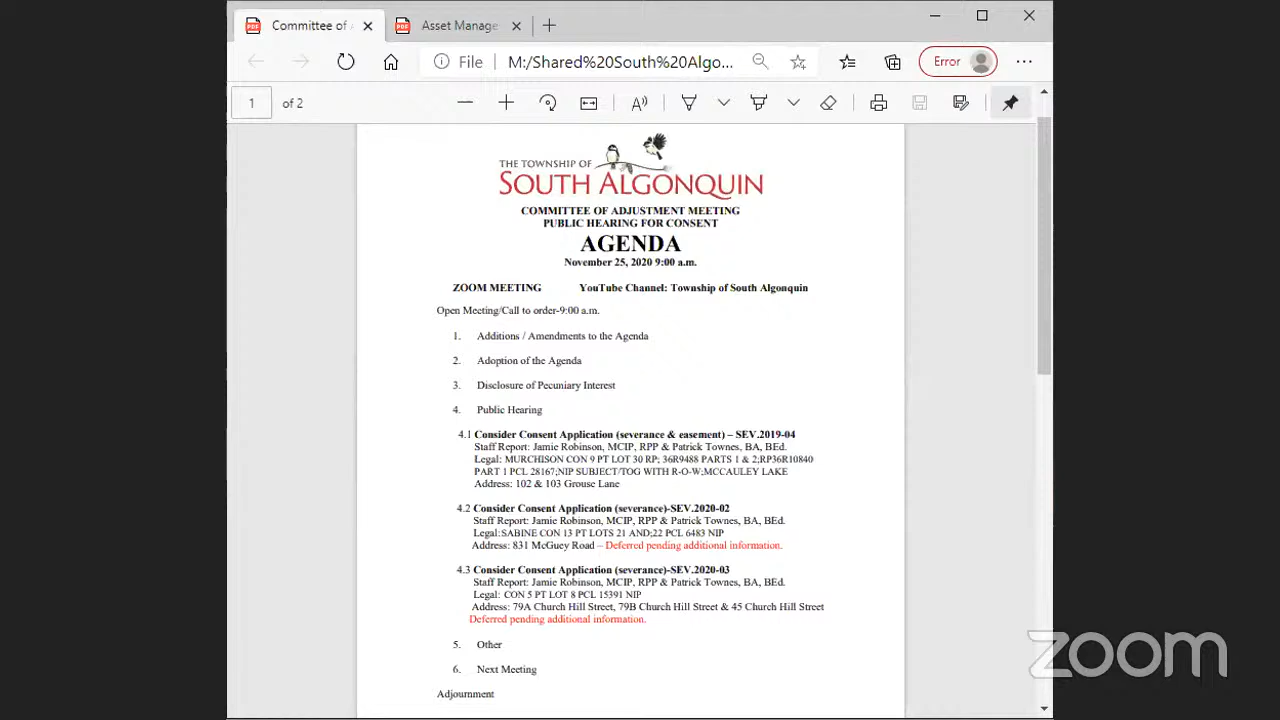 Committee of A
Asset Manage
File
M:/Shared%20South%20Algo...
Error
1
of 2
THE TOWNSHIP OF
SOUTH ALGONQUIN
COMMITTEE OF ADJUSTMENT MEETING
PUBLIC HEARING FOR CONSENT
AGENDA
November 25, 2020 9:00 a.m.
ZOOM MEETING YouTube Channel: Township of South Algonquin
Open Meeting/Call to order-9:00 a.m.
1. Additions / Amendments to the Agenda
2. Adoption of the Agenda
3. Disclosure of Pecuniary Interest
4. Public Hearing
4.1 Consider Consent Application (severance & easement) – SEV.2019-04
Staff Report: Jamie Robinson, MCIP, RPP & Patrick Townes, BA, BEd.
Legal: MURCHISON CON 9 PT LOT 30 RP; 36R9488 PARTS 1 & 2;RP36R10840
PART 1 PCL 28167;NIP SUBJECT/TOG WITH R-O-W;MCCAULEY LAKE
Address: 102 & 103 Grouse Lane
4.2 Consider Consent Application (severance)-SEV.2020-02
Staff Report: Jamie Robinson, MCIP, RPP & Patrick Townes, BA, BEd.
Legal:SABINE CON 13 PT LOTS 21 AND;22 PCL 6483 NIP
Address: 831 McGuey Road – Deferred pending additional information.
4.3 Consider Consent Application (severance)-SEV.2020-03
Staff Report: Jamie Robinson, MCIP, RPP & Patrick Townes, BA, BEd.
Legal: CON 5 PT LOT 8 PCL 15391 NIP
Address: 79A Church Hill Street, 79B Church Hill Street & 45 Church Hill Street
Deferred pending additional information.
5. Other
6. Next Meeting
Adjournment
zoom